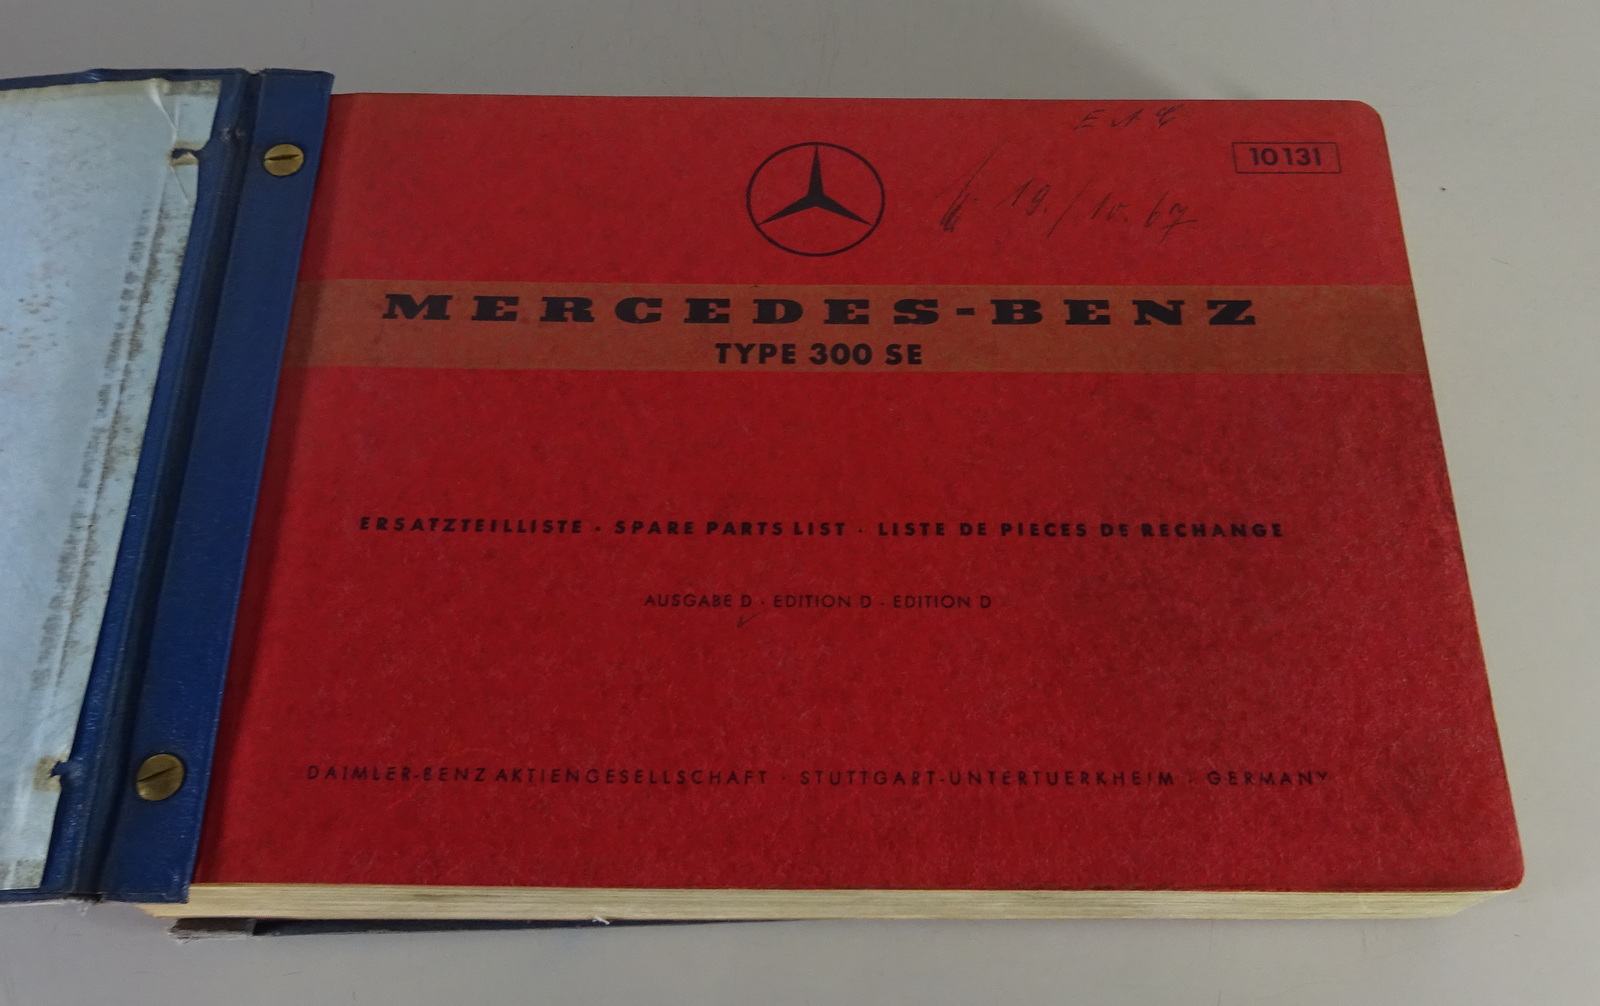 10131
19./10. 67
MERCEDES-BENZ
TYPE 300 SE
ERSATZTEILLISTE · SPARE PARTS LIST · LISTE DE PIECES DE RECHANGE
AUSGABE D · EDITION D · EDITION D
DAIMLER-BENZ AKTIENGESELLSCHAFT · STUTTGART-UNTERTUERKHEIM · GERMANY